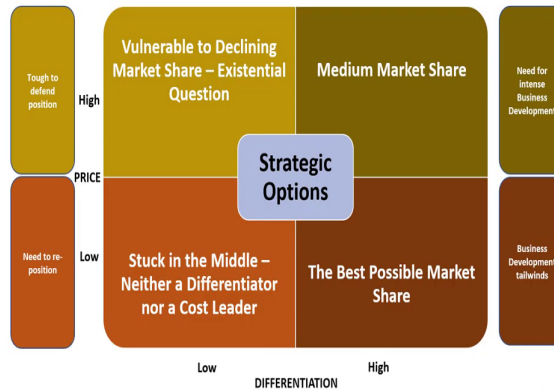 Tough to
defend
position
High
Vulnerable to Declining
Market Share – Existential
Question
Medium Market Share
Need for
intense
Business
Development
PRICE
Strategic
Options
Need to re-
position
Low
Stuck in the Middle –
Neither a Differentiator
nor a Cost Leader
The Best Possible Market
Share
Business
Development
tailwinds
Low
High
DIFFERENTIATION